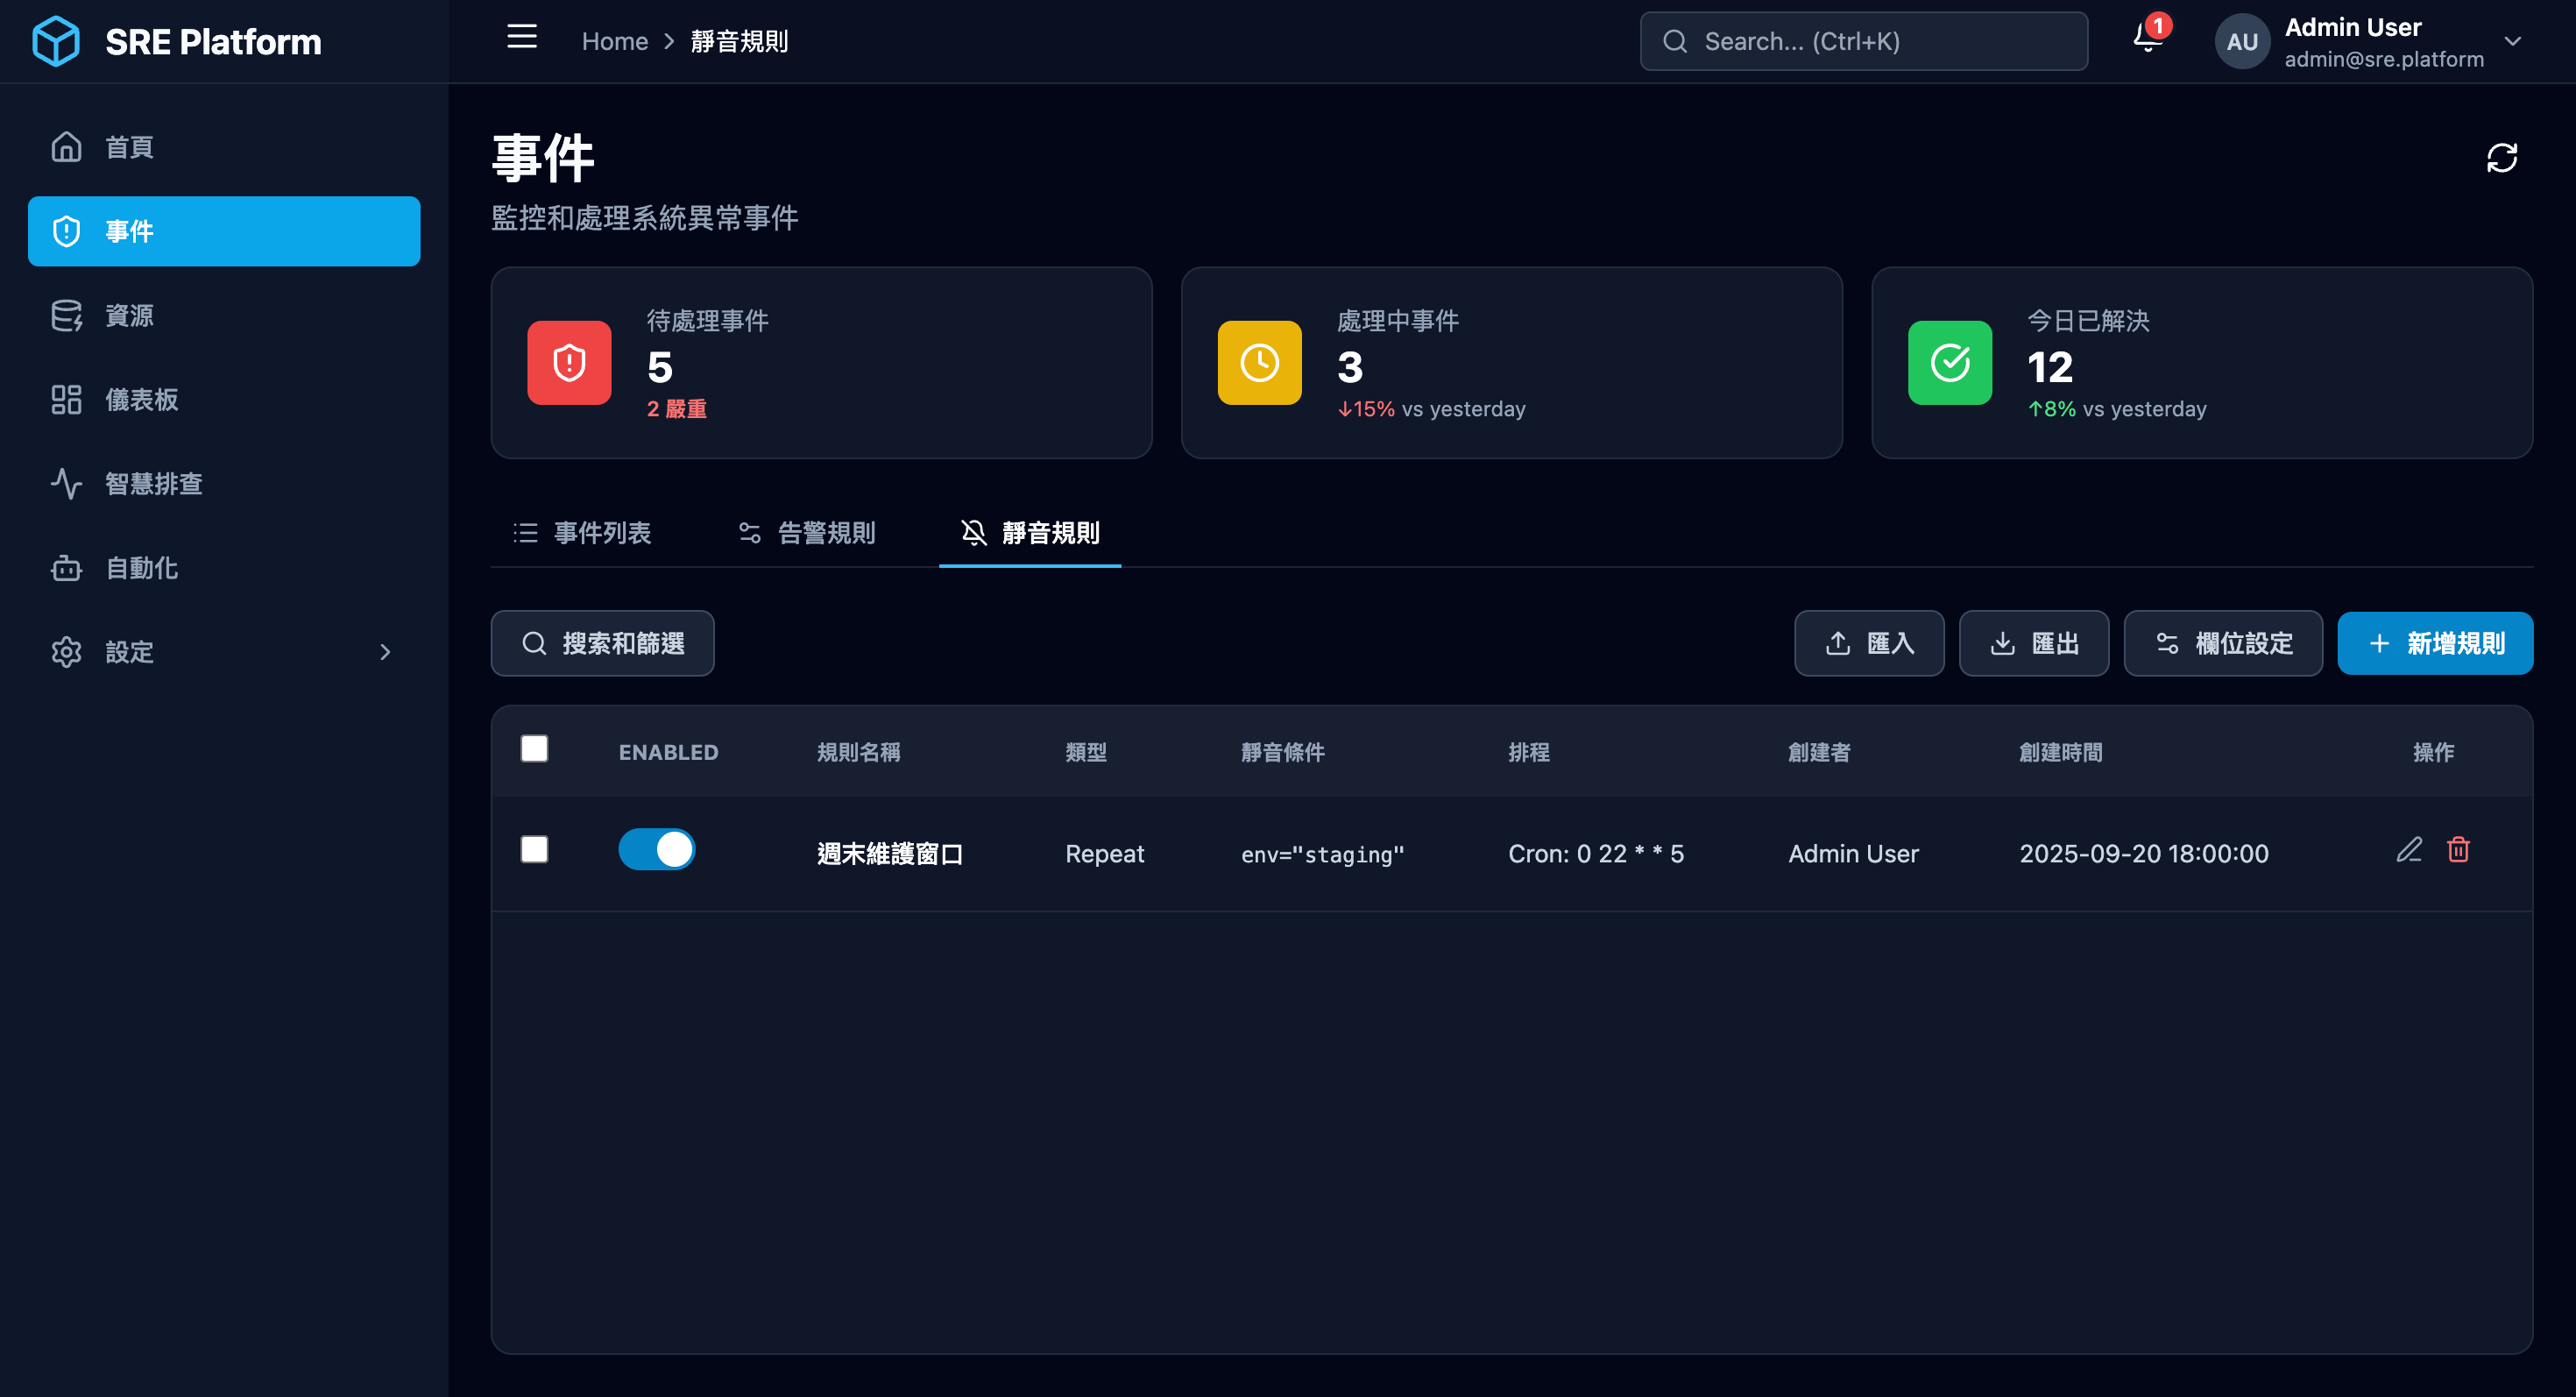 SRE Platform
Home > 靜音規則
Search... (Ctrl+K)
1
AU
Admin User
admin@sre.platform
首頁
事件
資源
儀表板
智慧排查
自動化
設定
事件
監控和處理系統異常事件
待處理事件
5
2 嚴重
處理中事件
3
↓15% vs yesterday
今日已解決
12
↑8% vs yesterday
事件列表
告警規則
靜音規則
搜索和篩選
匯入
匯出
欄位設定
新增規則
ENABLED 規則名稱 類型 靜音條件 排程 創建者 創建時間 操作
週末維護窗口 Repeat env="staging" Cron: 0 22 * * 5 Admin User 2025-09-20 18:00:00